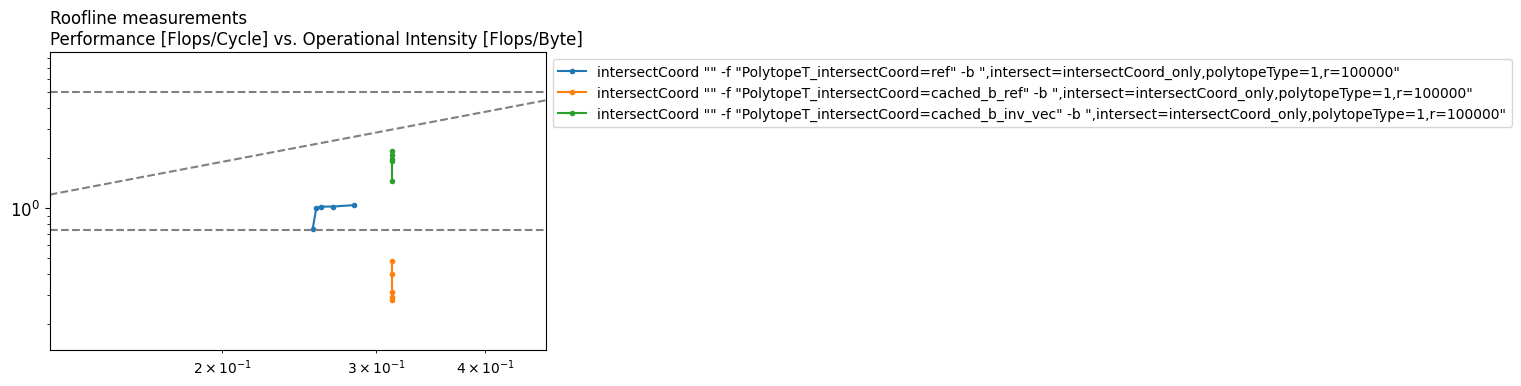 Roofline measurements
Performance [Flops/Cycle] vs. Operational Intensity [Flops/Byte]
intersectCoord "" -f "PolytopeT_intersectCoord=ref" -b ",intersect=intersectCoord_only,polytopeType=1,r=100000"
intersectCoord "" -f "PolytopeT_intersectCoord=cached_b_ref" -b ",intersect=intersectCoord_only,polytopeType=1,r=100000"
intersectCoord "" -f "PolytopeT_intersectCoord=cached_b_inv_vec" -b ",intersect=intersectCoord_only,polytopeType=1,r=100000"
10⁰
2 × 10⁻¹ 3 × 10⁻¹ 4 × 10⁻¹